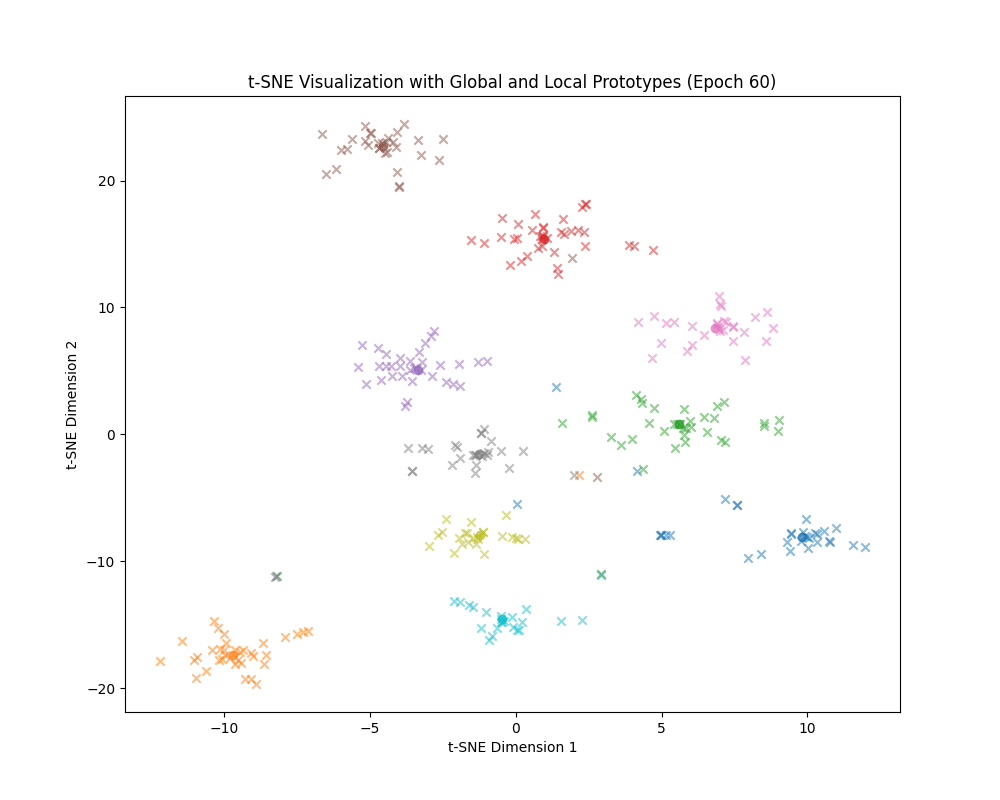 t-SNE Visualization with Global and Local Prototypes (Epoch 60)
20
10
0
−10
−20
t-SNE Dimension 2
−10 −5 0 5 10
t-SNE Dimension 1